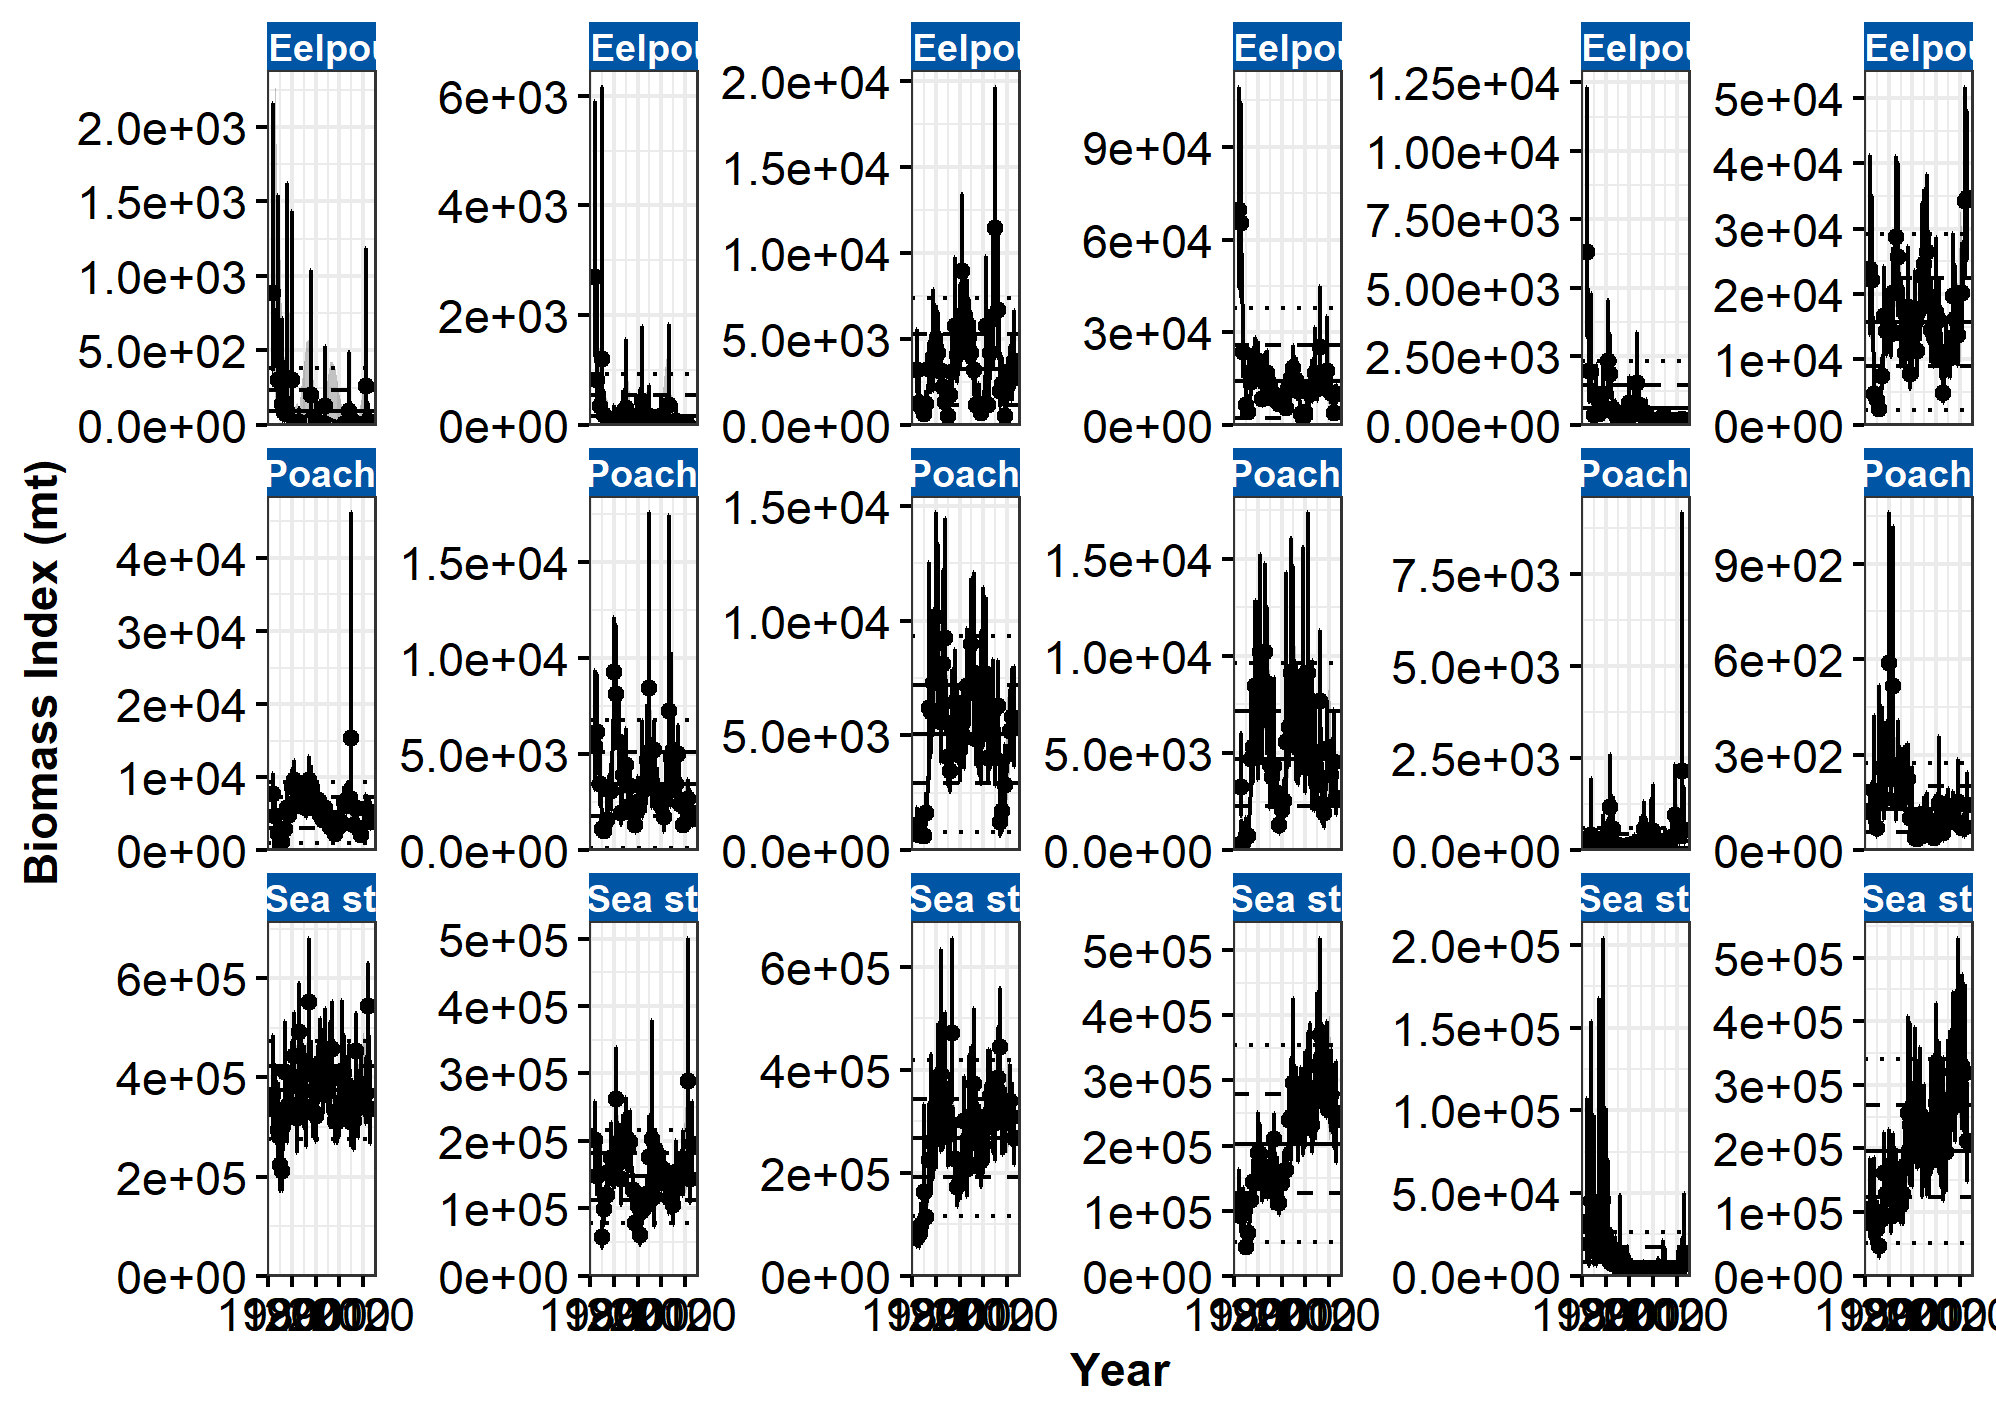 Eelpou Eelpou Eelpou Eelpou Eelpou Eelpou
2.0e+03 1.5e+03 1.0e+03 5.0e+02 0.0e+00
6e+03 4e+03 2e+03 0e+00
2.0e+04 1.5e+04 1.0e+04 5.0e+03 0.0e+00
9e+04 6e+04 3e+04 0e+00
1.25e+04 1.00e+04 7.50e+03 5.00e+03 2.50e+03 0.00e+00
5e+04 4e+04 3e+04 2e+04 1e+04 0e+00
Biomass Index (mt)
Poach Poach Poach Poach Poach Poach
4e+04 3e+04 2e+04 1e+04 0e+00
1.5e+04 1.0e+04 5.0e+03 0.0e+00
1.5e+04 1.0e+04 5.0e+03 0.0e+00
1.5e+04 1.0e+04 5.0e+03 0.0e+00
7.5e+03 5.0e+03 2.5e+03 0.0e+00
9e+02 6e+02 3e+02 0e+00
Sea st Sea st Sea st Sea st Sea st Sea st
6e+05 4e+05 2e+05 0e+00
5e+05 4e+05 3e+05 2e+05 1e+05 0e+00
6e+05 4e+05 2e+05 0e+00
5e+05 4e+05 3e+05 2e+05 1e+05 0e+00
2.0e+05 1.5e+05 1.0e+05 5.0e+04 0.0e+00
5e+05 4e+05 3e+05 2e+05 1e+05 0e+00
Year